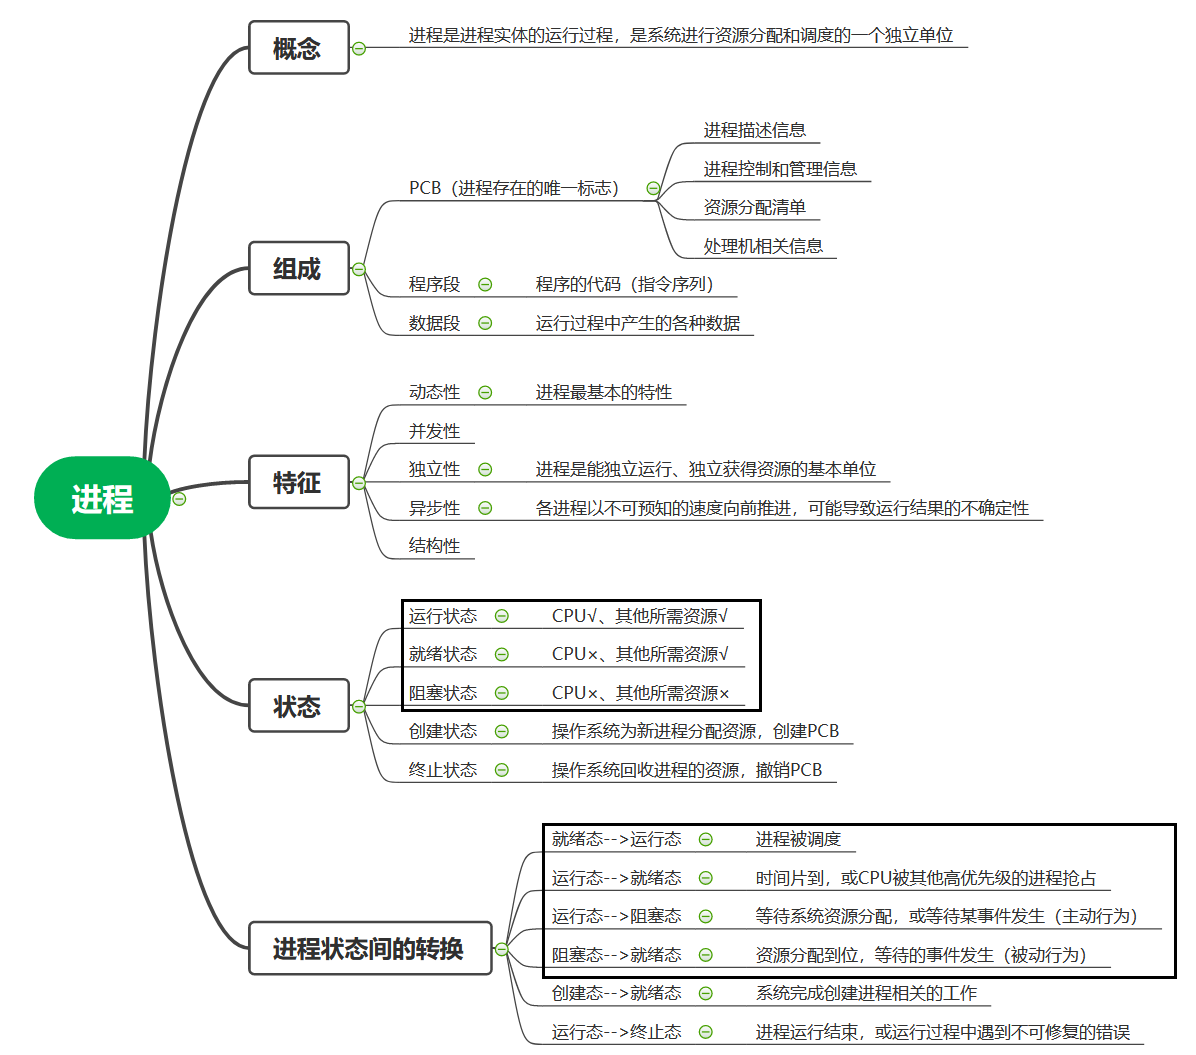 进程
概念
进程是进程实体的运行过程，是系统进行资源分配和调度的一个独立单位
组成
PCB（进程存在的唯一标志）
进程描述信息
进程控制和管理信息
资源分配清单
处理机相关信息
程序段
程序的代码（指令序列）
数据段
运行过程中产生的各种数据
特征
动态性
进程最基本的特性
并发性
独立性
进程是能独立运行、独立获得资源的基本单位
异步性
各进程以不可预知的速度向前推进，可能导致运行结果的不确定性
结构性
状态
运行状态
CPU√、其他所需资源√
就绪状态
CPU×、其他所需资源√
阻塞状态
CPU×、其他所需资源×
创建状态
操作系统为新进程分配资源，创建PCB
终止状态
操作系统回收进程的资源，撤销PCB
进程状态间的转换
就绪态-->运行态
进程被调度
运行态-->就绪态
时间片到，或CPU被其他高优先级的进程抢占
运行态-->阻塞态
等待系统资源分配，或等待某事件发生（主动行为）
阻塞态-->就绪态
资源分配到位，等待的事件发生（被动行为）
创建态-->就绪态
系统完成创建进程相关的工作
运行态-->终止态
进程运行结束，或运行过程中遇到不可修复的错误